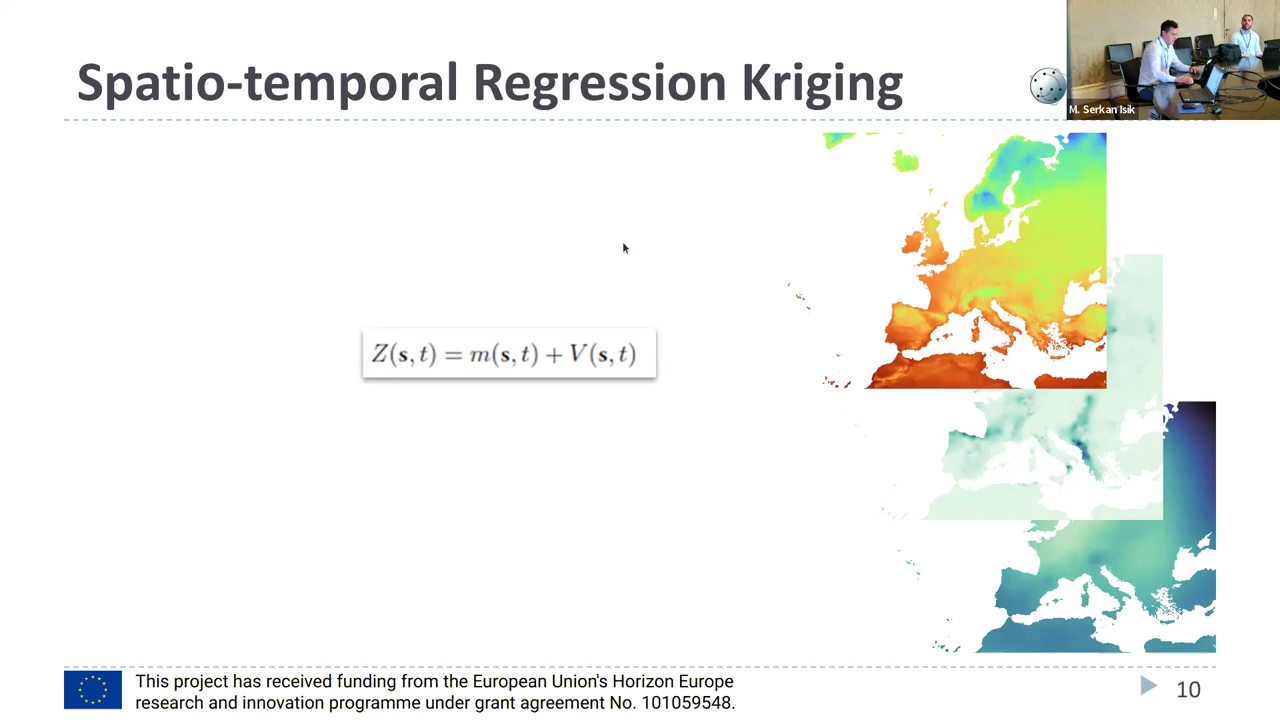 Spatio-temporal Regression Kriging
M. Serkan Isik
Z(s, t) = m(s, t) + V(s, t)
This project has received funding from the European Union's Horizon Europe
research and innovation programme under grant agreement No. 101059548.
10